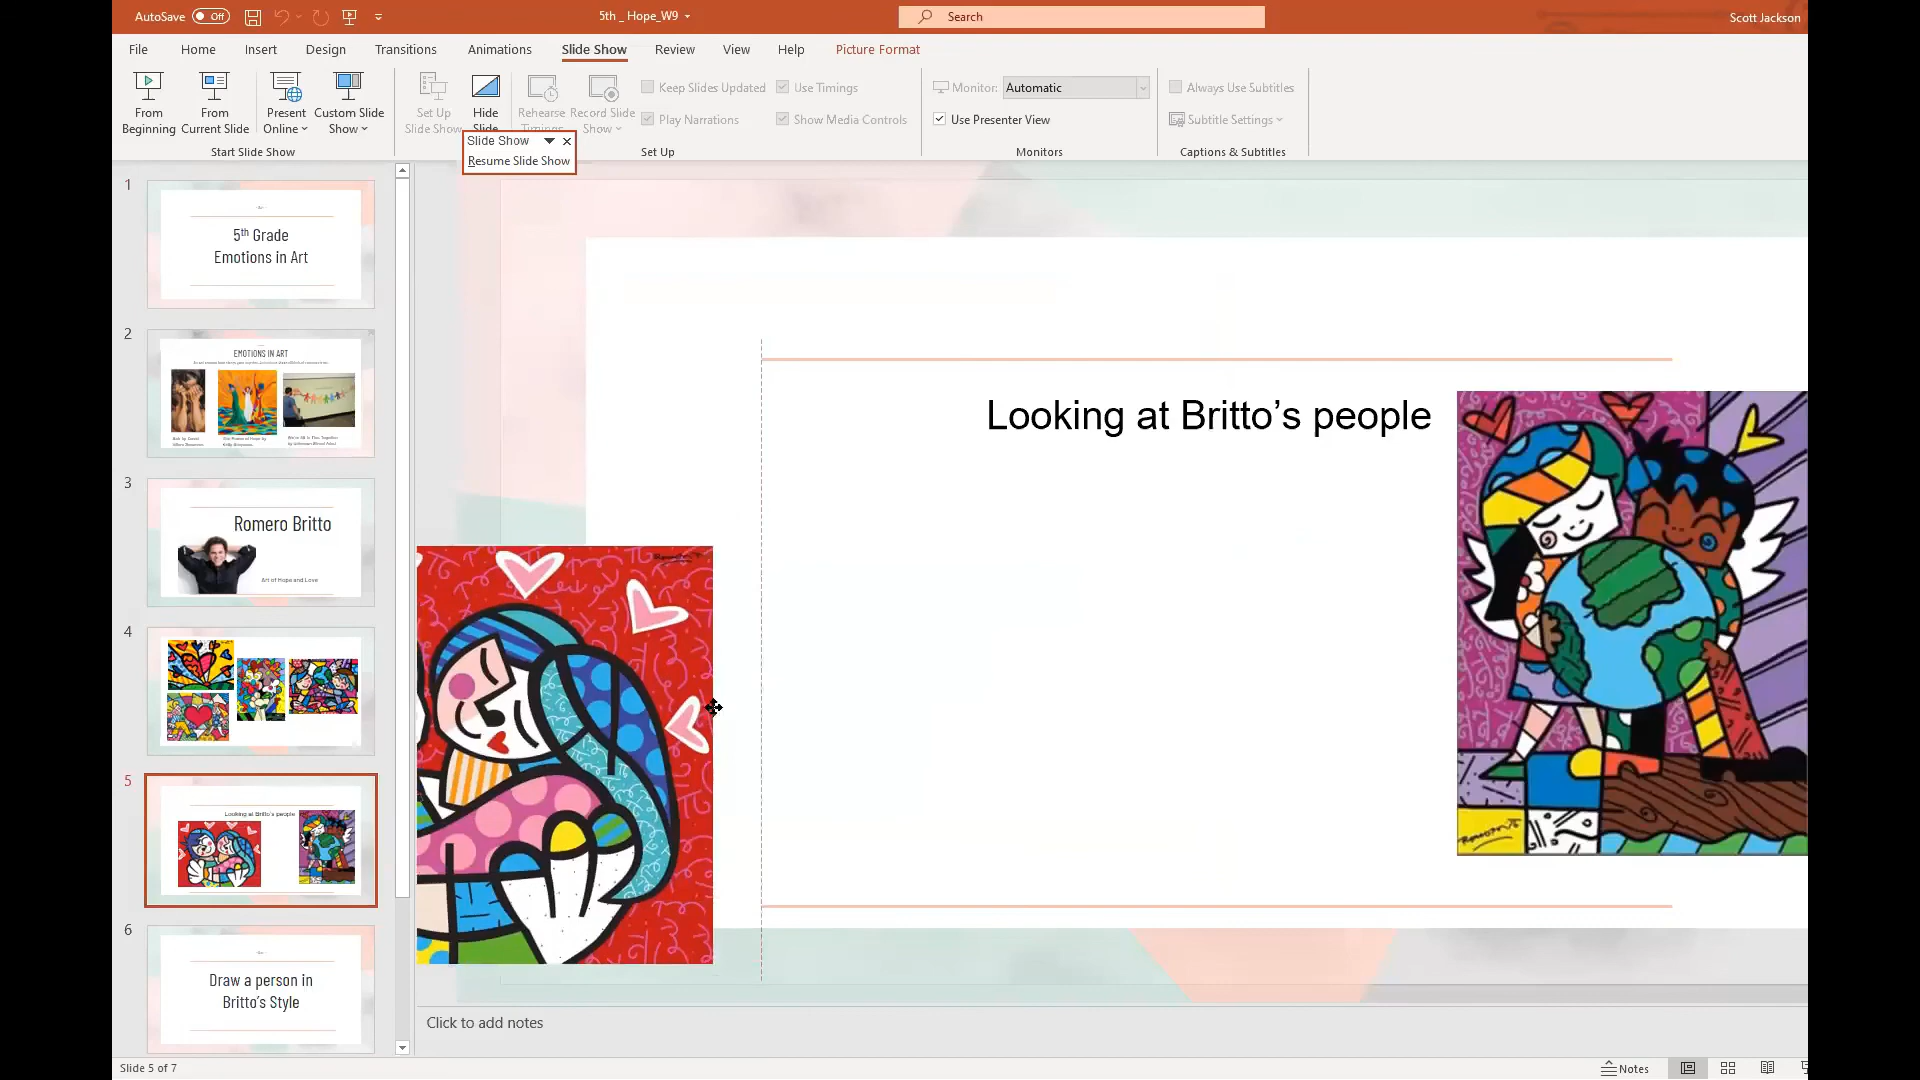 AutoSave Off
5th _ Hope_W9
Search
Scott Jackson
File Home Insert Design Transitions Animations Slide Show Review View Help Picture Format
From Beginning
From Current Slide
Present Online
Custom Slide Show
Start Slide Show
Set Up Slide Show
Hide Slide
Rehearse Timings
Record Slide Show
Keep Slides Updated
Play Narrations
Use Timings
Show Media Controls
Set Up
Slide Show
Resume Slide Show
Monitor: Automatic
Use Presenter View
Monitors
Always Use Subtitles
Subtitle Settings
Captions & Subtitles
1
5th Grade
Emotions in Art
2
EMOTIONS IN ART
3
Romero Britto
Art of Hope and Love
4
5
Looking at Britto's people
6
Draw a person in
Britto's Style
Looking at Britto’s people
Click to add notes
Slide 5 of 7
Notes